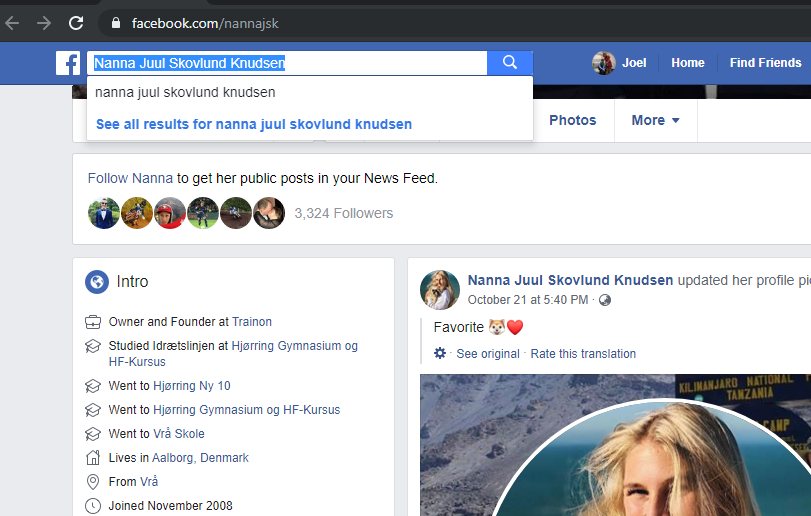 facebook.com/nannajsk
Nanna Juul Skovlund Knudsen
Joel
Home
Find Friends
nanna juul skovlund knudsen
See all results for nanna juul skovlund knudsen
Photos
More
Follow Nanna to get her public posts in your News Feed.
3,324 Followers
Intro
Owner and Founder at Trainon
Studied Idrætslinjen at Hjørring Gymnasium og
HF-Kursus
Went to Hjørring Ny 10
Went to Hjørring Gymnasium og HF-Kursus
Went to Vrå Skole
Lives in Aalborg, Denmark
From Vrå
Joined November 2008
Nanna Juul Skovlund Knudsen updated her profile pi
October 21 at 5:40 PM ·
Favorite 🐶❤️
· See original · Rate this translation
KILIMANJARO NATIONAL
TANZANIA
CAMP